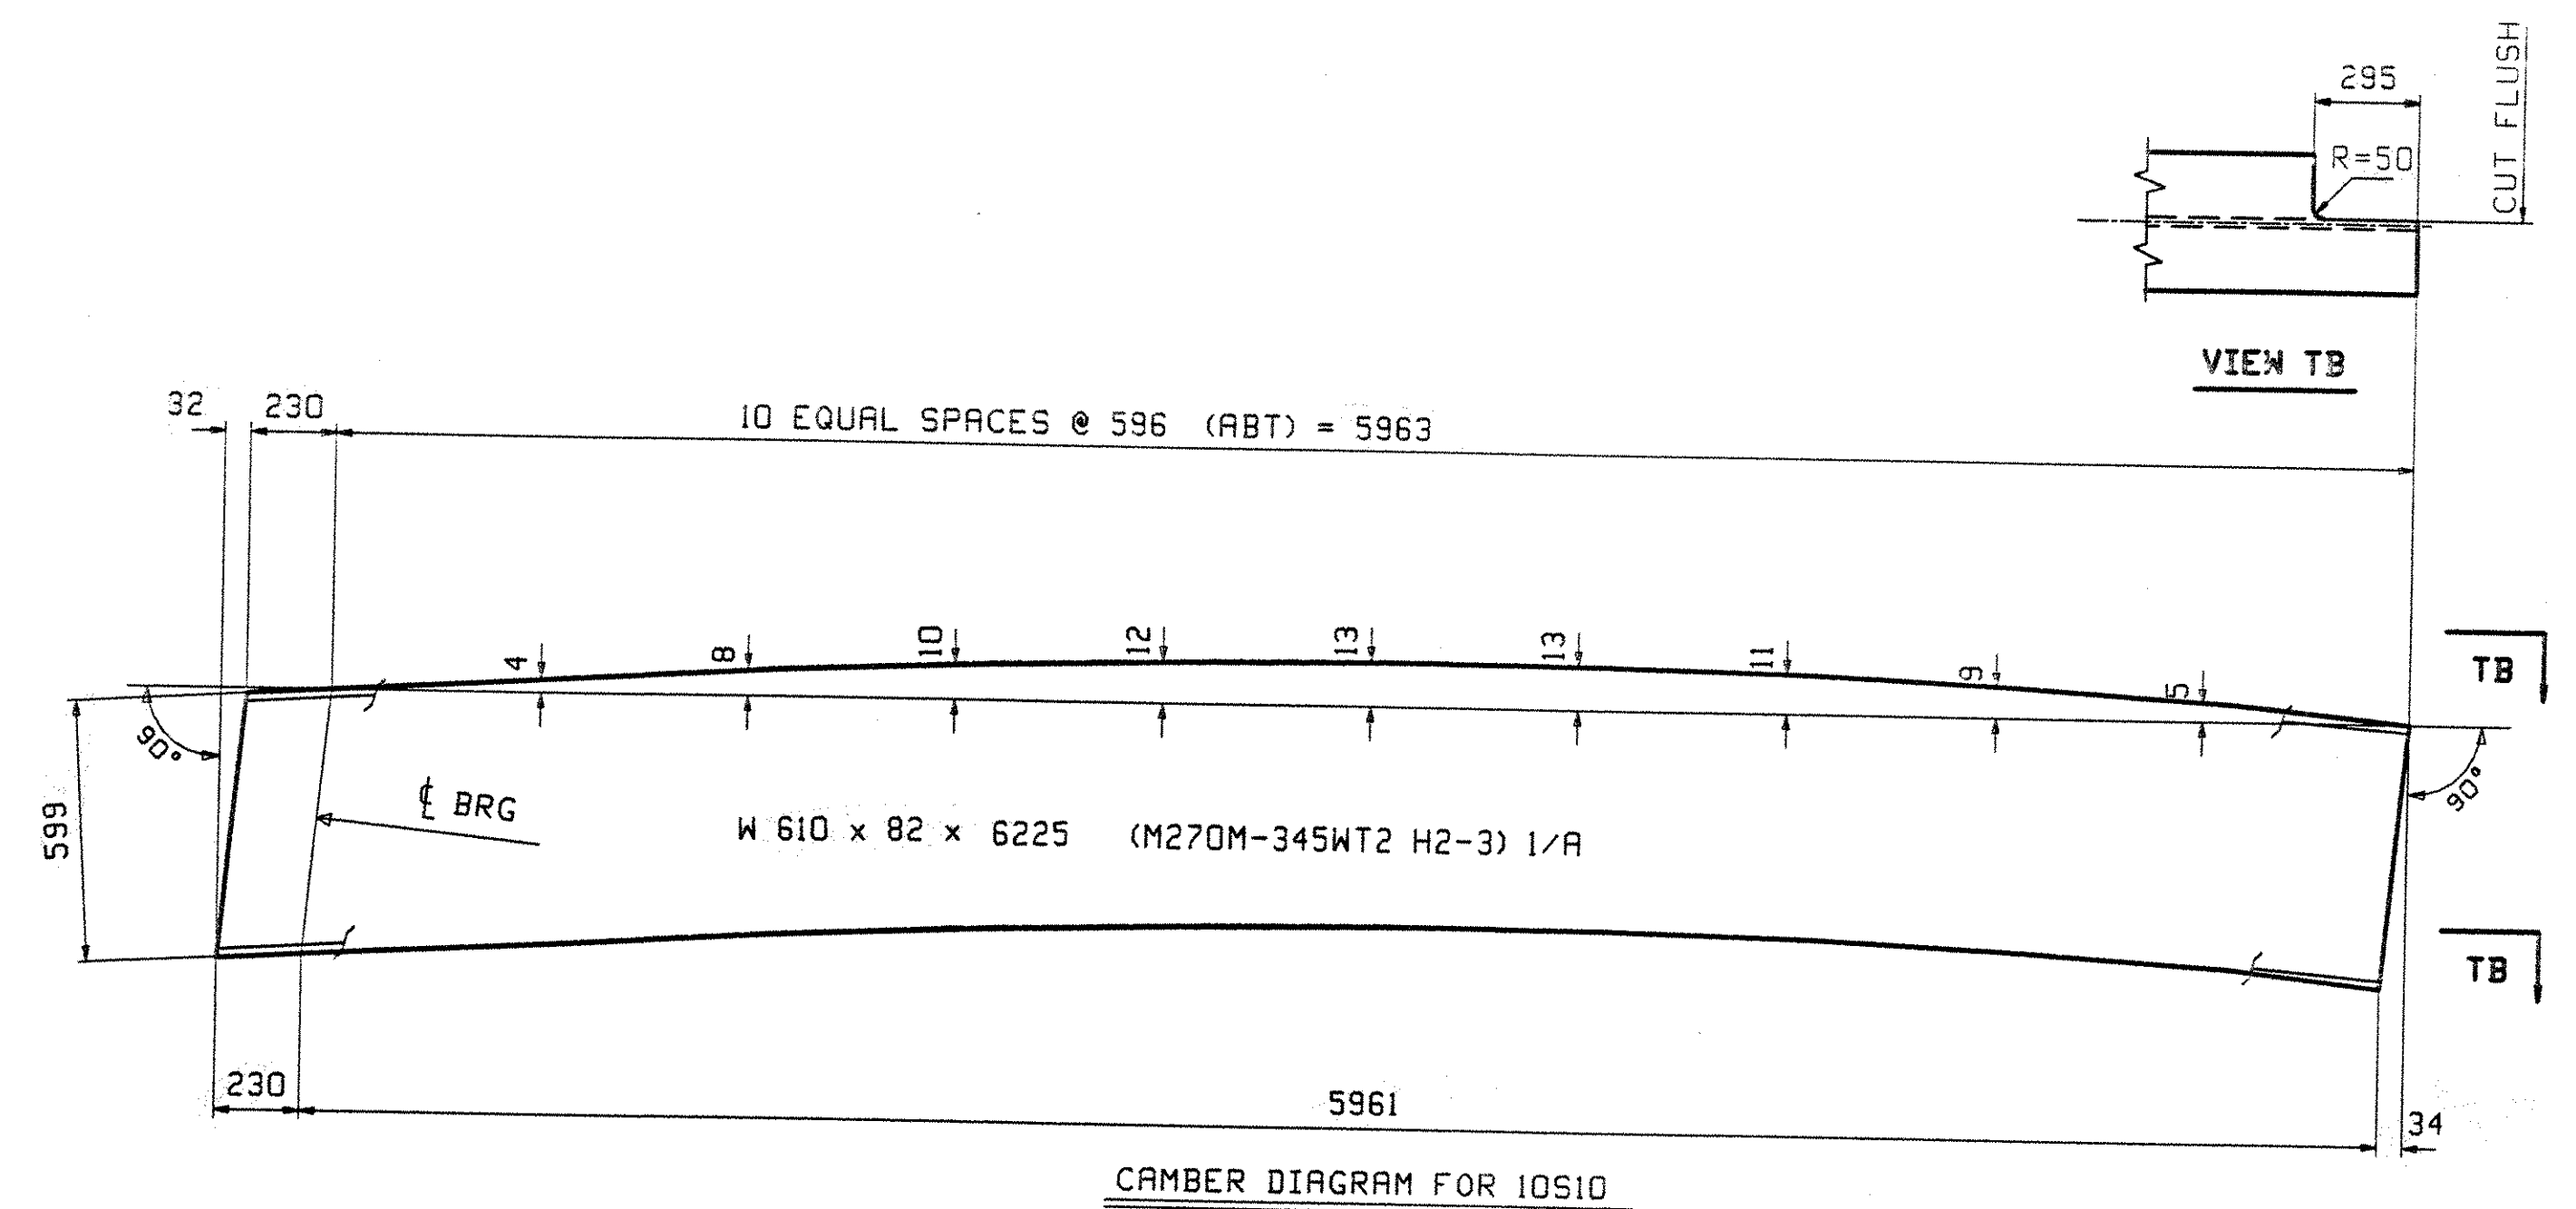 CUT FLUSH
295
R=50
VIEW TB
32
230
10 EQUAL SPACES @ 596 (ABT) = 5963
4
8
10
12
13
13
11
9
5
TB
90°
90°
599
℄ BRG
W 610 x 82 x 6225 (M270M-345WT2 H2-3) 1/A
TB
230
5961
34
CAMBER DIAGRAM FOR 10S10